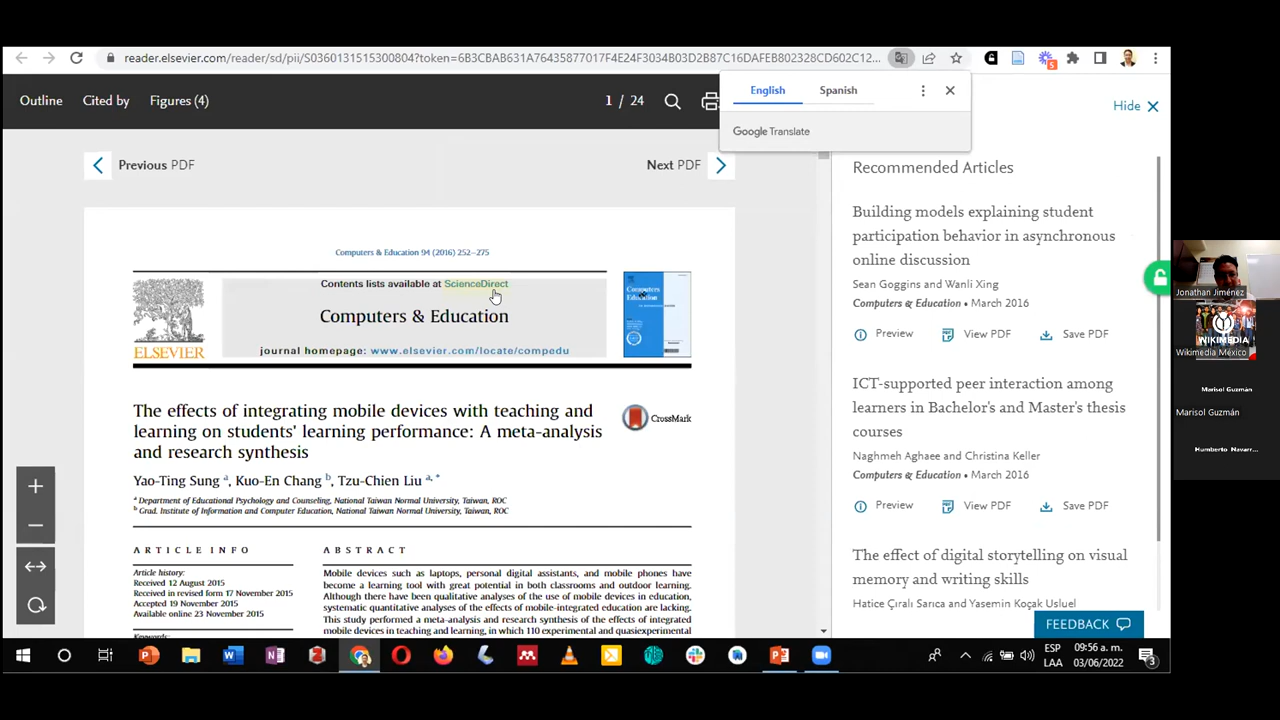 reader.elsevier.com/reader/sd/pii/S0360131515300804?token=6B3CBAB631A76435877017F4E24F3034B03D2B87C16DAFEB802328CD602C12...
S
Outline Cited by Figures (4)
1 / 24
English Spanish
Google Translate
Hide
Previous PDF
Next PDF
Computers & Education 94 (2016) 252–275
Contents lists available at ScienceDirect
Computers & Education
journal homepage: www.elsevier.com/locate/compedu
ELSEVIER
Computers
Education
The effects of integrating mobile devices with teaching and
learning on students' learning performance: A meta-analysis
and research synthesis
CrossMark
Yao-Ting Sung a, Kuo-En Chang b, Tzu-Chien Liu a, *
a Department of Educational Psychology and Counseling, National Taiwan Normal University, Taiwan, ROC
b Grad. Institute of Information and Computer Education, National Taiwan Normal University, Taiwan, ROC
ARTICLE INFO
Article history:
Received 12 August 2015
Received in revised form 17 November 2015
Accepted 19 November 2015
Available online 23 November 2015
Keywords:
ABSTRACT
Mobile devices such as laptops, personal digital assistants, and mobile phones have
become a learning tool with great potential in both classrooms and outdoor learning.
Although there have been qualitative analyses of the use of mobile devices in education,
systematic quantitative analyses of the effects of mobile-integrated education are lacking.
This study performed a meta-analysis and research synthesis of the effects of integrated
mobile devices in teaching and learning, in which 110 experimental and quasiexperimental
Recommended Articles
Building models explaining student
participation behavior in asynchronous
online discussion
Sean Goggins and Wanli Xing
Computers & Education • March 2016
Preview View PDF Save PDF
ICT-supported peer interaction among
learners in Bachelor's and Master's thesis
courses
Naghmeh Aghaee and Christina Keller
Computers & Education • March 2016
Preview View PDF Save PDF
The effect of digital storytelling on visual
memory and writing skills
Hatice Çıralı Sarıca and Yasemin Koçak Usluel
FEEDBACK
Jonathan Jiménez
WIKIMEDIA
Wikimedia México
Marisol Guzmán
Marisol Guzmán
Humberto Navarr...
ESP
LAA
09:56 a. m.
03/06/2022
3